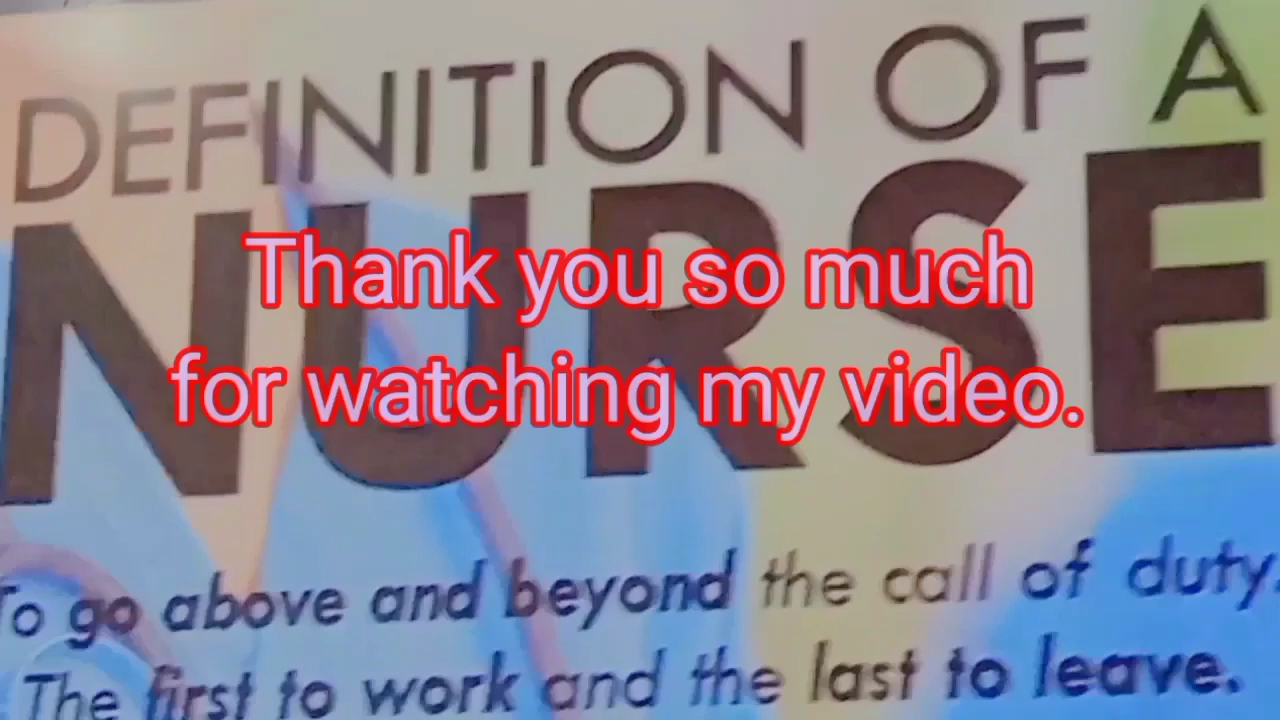 DEFINITION OF A
NURSE
Thank you so much
for watching my video.
To go above and beyond the call of duty.
The first to work and the last to leave.